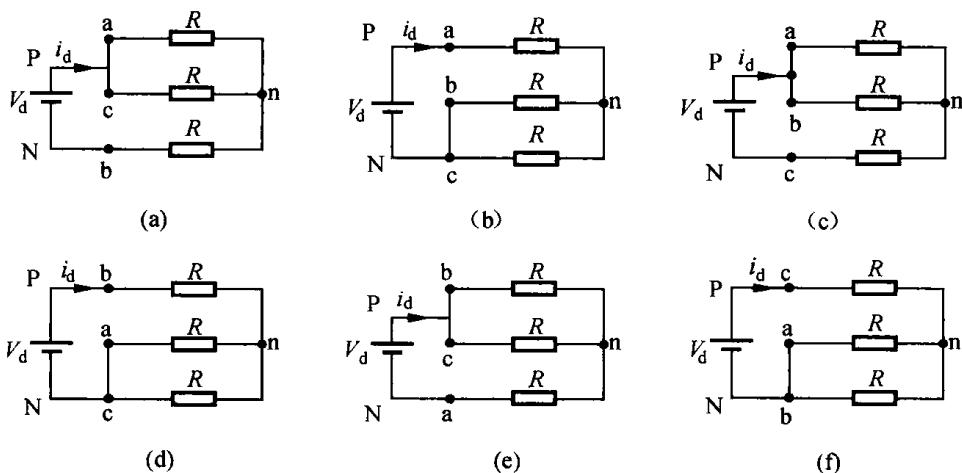 a R
P i_d
c R n
V_d
N R
b
(a)
P i_d a R
b R n
V_d
N c R
(b)
a R
P i_d
b R n
V_d
N c R
(c)
P i_d b R
a R n
V_d
N c R
(d)
b R
P i_d
c R n
V_d
N a R
(e)
P i_d c R
a R n
V_d
N b R
(f)